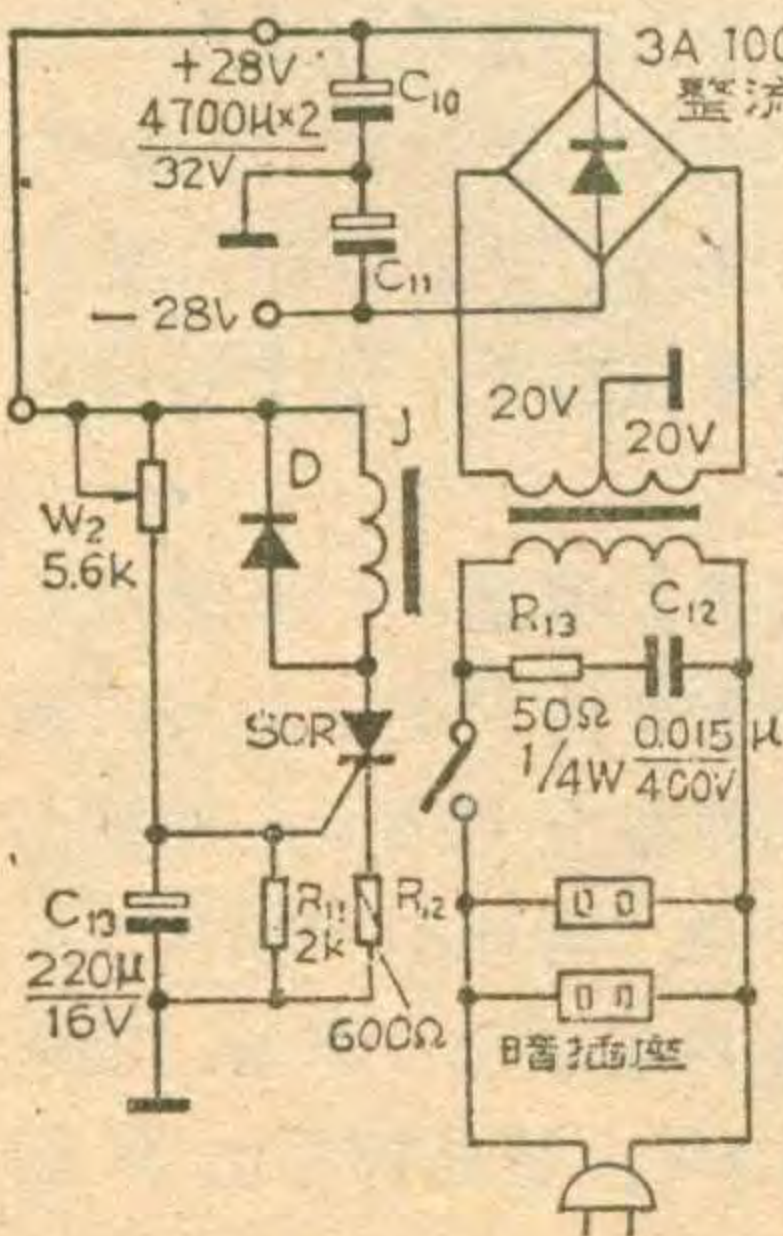 3A 100
整流
+28V
C₁₀
4700μ×2
32V
C₁₁
— 28V
20V
20V
J
D
W₂
5.6k
R₁₃
C₁₂
50Ω
1/4W
0.015 μ
400V
SCR
C₁₃
220μ
16V
R₁₁
2k
R₁₂
600Ω
暗插座